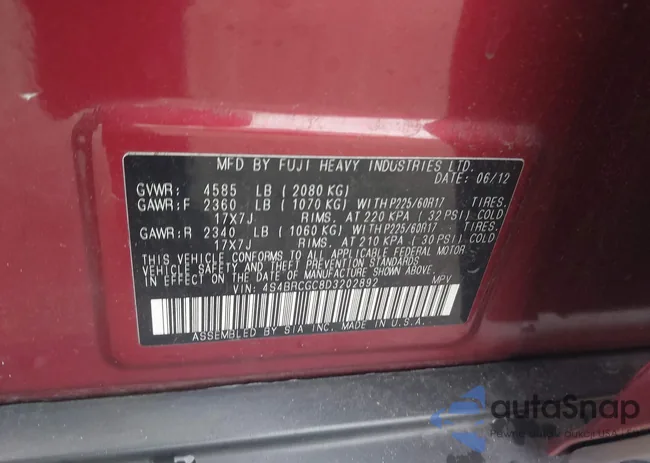 MFD BY FUJI HEAVY INDUSTRIES LTD.
DATE: 06/12
GVWR: 4585 LB (2080 KG)
GAWR:F 2360 LB (1070 KG) WITH P225/60R17 TIRES.
17X7J RIMS. AT 220 KPA (32 PSI) COLD
GAWR:R 2340 LB (1060 KG) WITH P225/60R17 TIRES.
17X7J RIMS. AT 210 KPA (30 PSI) COLD
THIS VEHICLE CONFORMS TO ALL APPLICABLE FEDERAL MOTOR
VEHICLE SAFETY AND THEFT PREVENTION STANDARDS
IN EFFECT ON THE DATE OF MANUFACTURE SHOWN ABOVE.
VIN: 4S4BRCGC8D3202892 MPV
ASSEMBLED BY SIA INC. MADE IN U.S.A.
autaSnap
Pewne